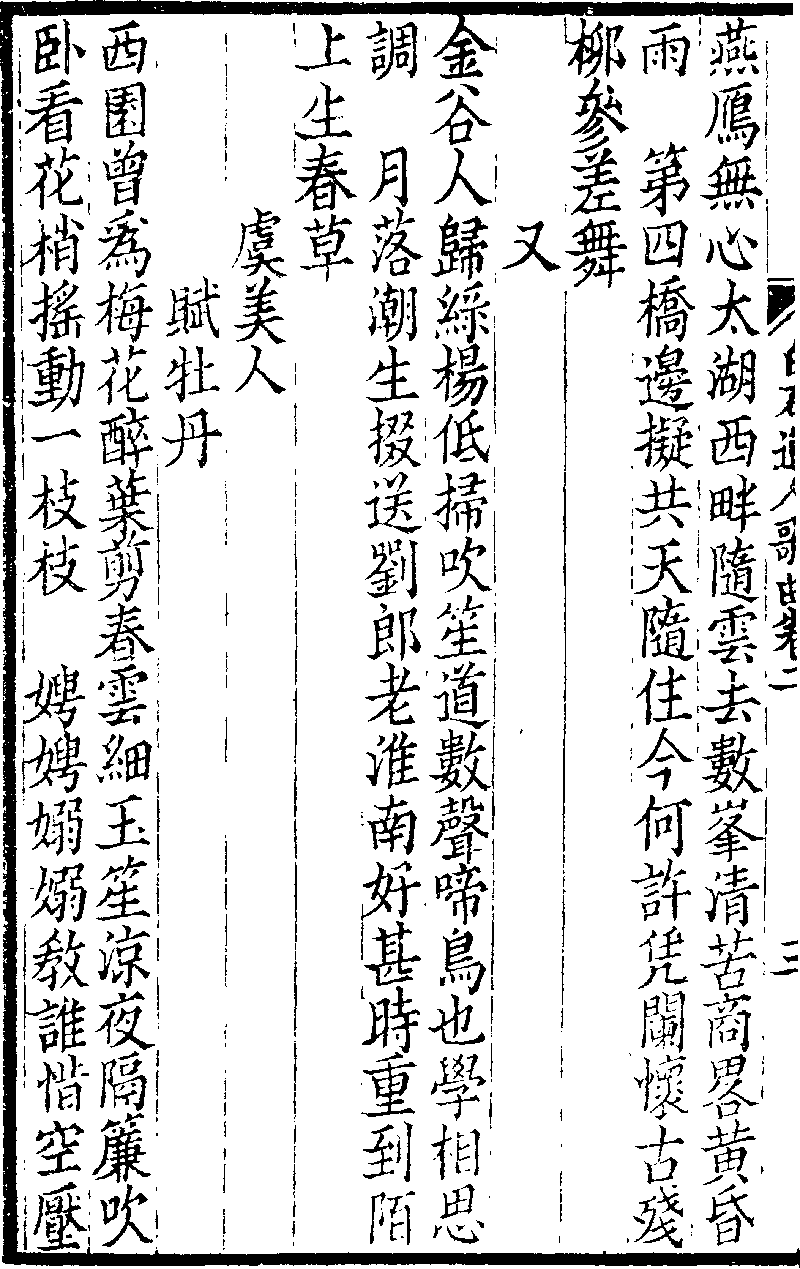 白石道人歌曲卷二
三
燕鴈無心太湖西畔隨雲去數峯清苦商畧黃昏
雨　第四橋邊擬共天隨住今何許凭闌懷古殘
柳參差舞
又
金谷人歸綠楊低掃吹笙道數聲啼鳥也學相思
調　月落潮生掇送劉郎老淮南好甚時重到陌
上生春草
虞美人
賦牡丹
西園曾爲梅花醉葉剪春雲細玉笙涼夜隔簾吹
臥看花梢搖動一枝枝　娉娉嫋嫋教誰惜空壓